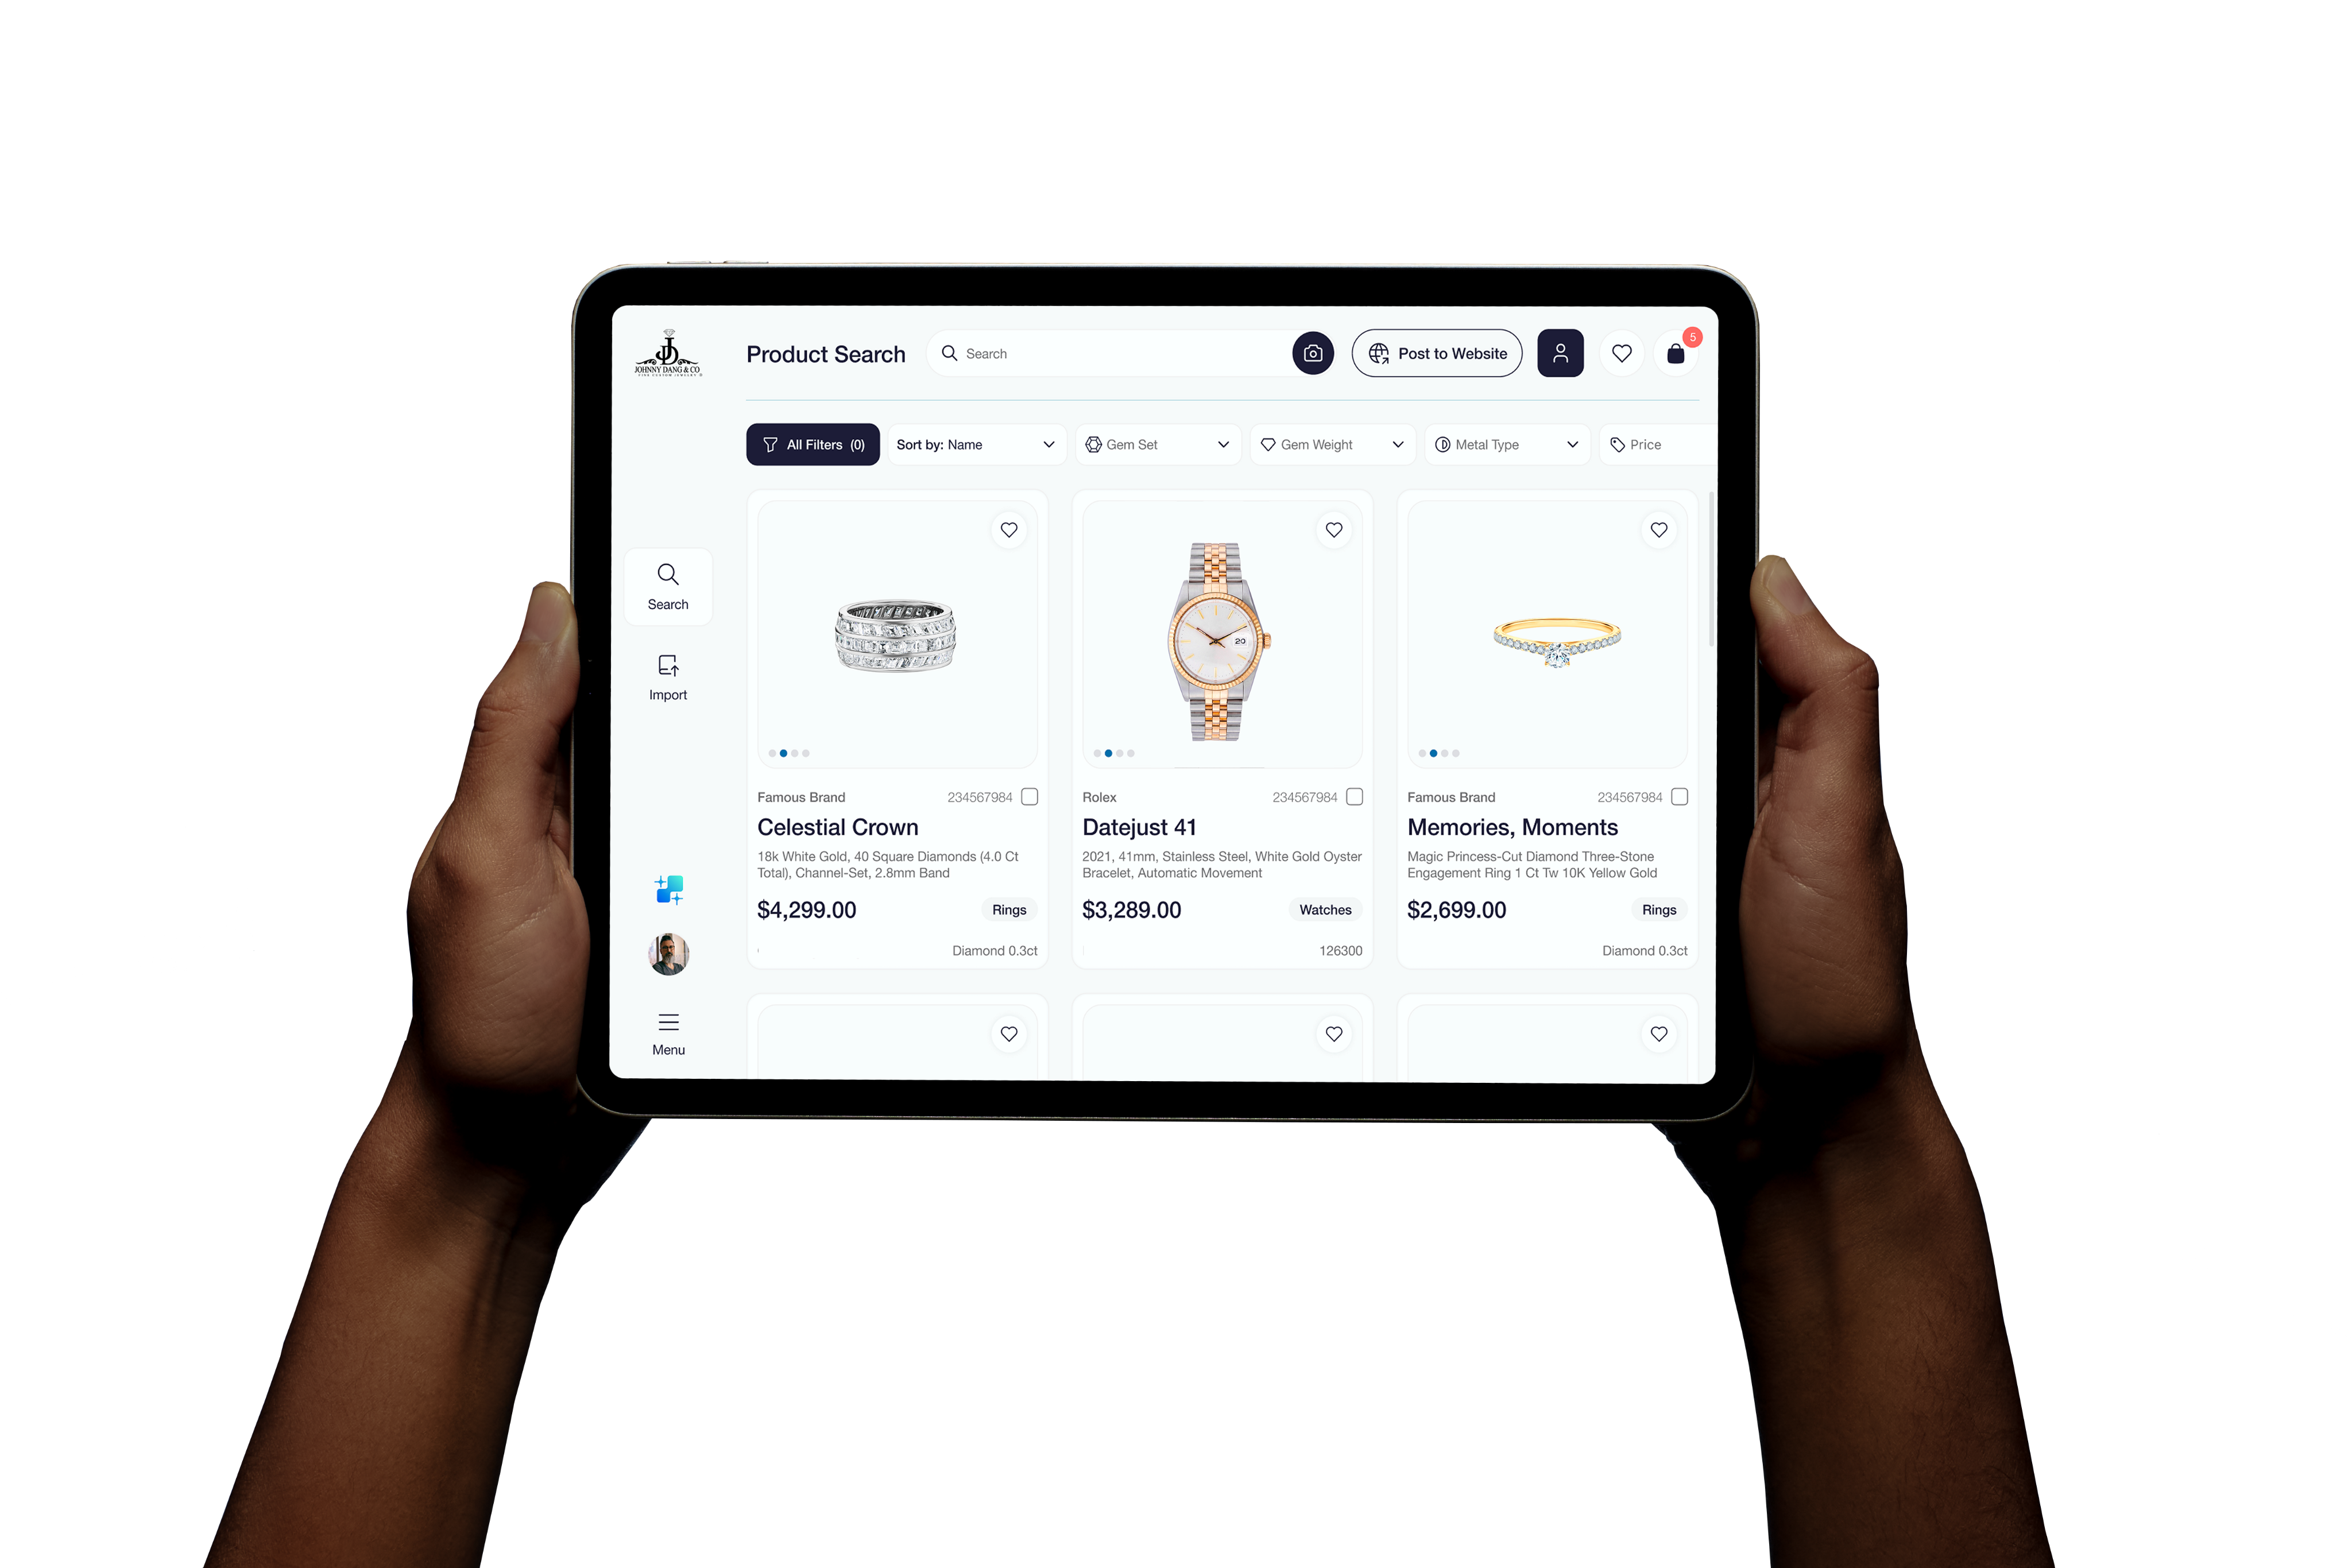 JOHNNY DANG & CO
FINE CUSTOM JEWELRY
Product Search
Search
Post to Website
5
All Filters (0)
Sort by: Name
Gem Set
Gem Weight
Metal Type
Price
Search
Import
Menu
Famous Brand 234567984
Celestial Crown
18k White Gold, 40 Square Diamonds (4.0 Ct
Total), Channel-Set, 2.8mm Band
$4,299.00 Rings
Diamond 0.3ct
20
Rolex 234567984
Datejust 41
2021, 41mm, Stainless Steel, White Gold Oyster
Bracelet, Automatic Movement
$3,289.00 Watches
126300
Famous Brand 234567984
Memories, Moments
Magic Princess-Cut Diamond Three-Stone
Engagement Ring 1 Ct Tw 10K Yellow Gold
$2,699.00 Rings
Diamond 0.3ct